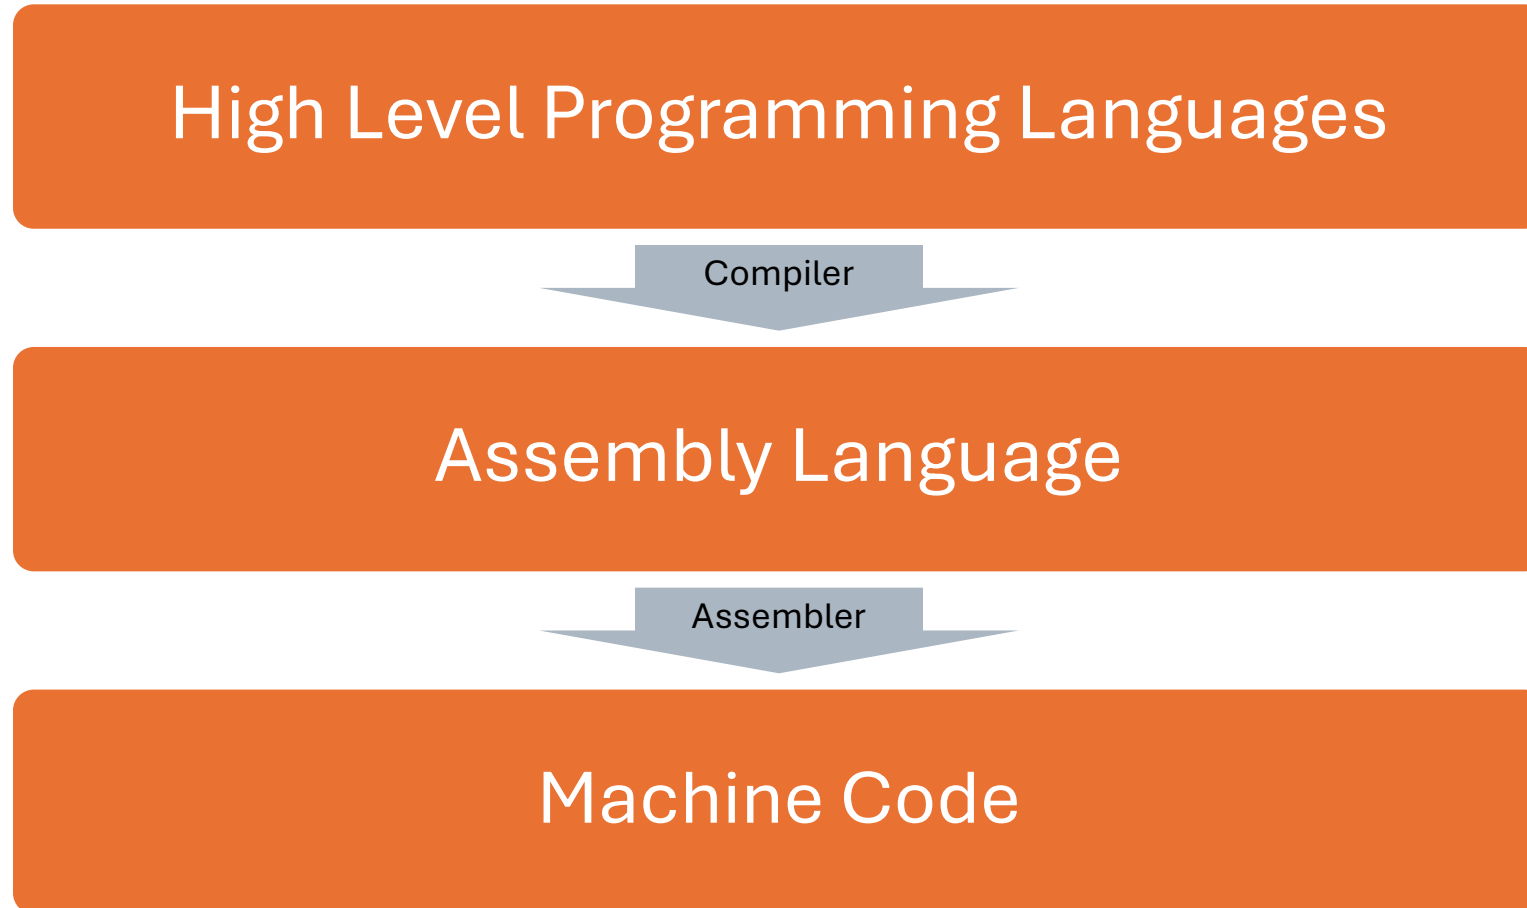 High Level Programming Languages
Compiler
Assembly Language
Assembler
Machine Code